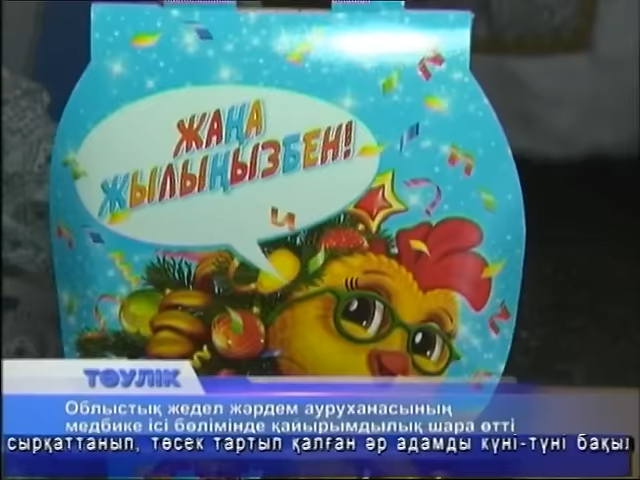 ЖАҢА
ЖЫЛЫҢЫЗБЕН!
ТӘУЛІК
Облыстық жедел жәрдем ауруханасының
медбике ісі бөлімінде қайырымдылық шара өтті
сырқаттанып, төсек тартып қалған әр адамды күні-түні бақыл